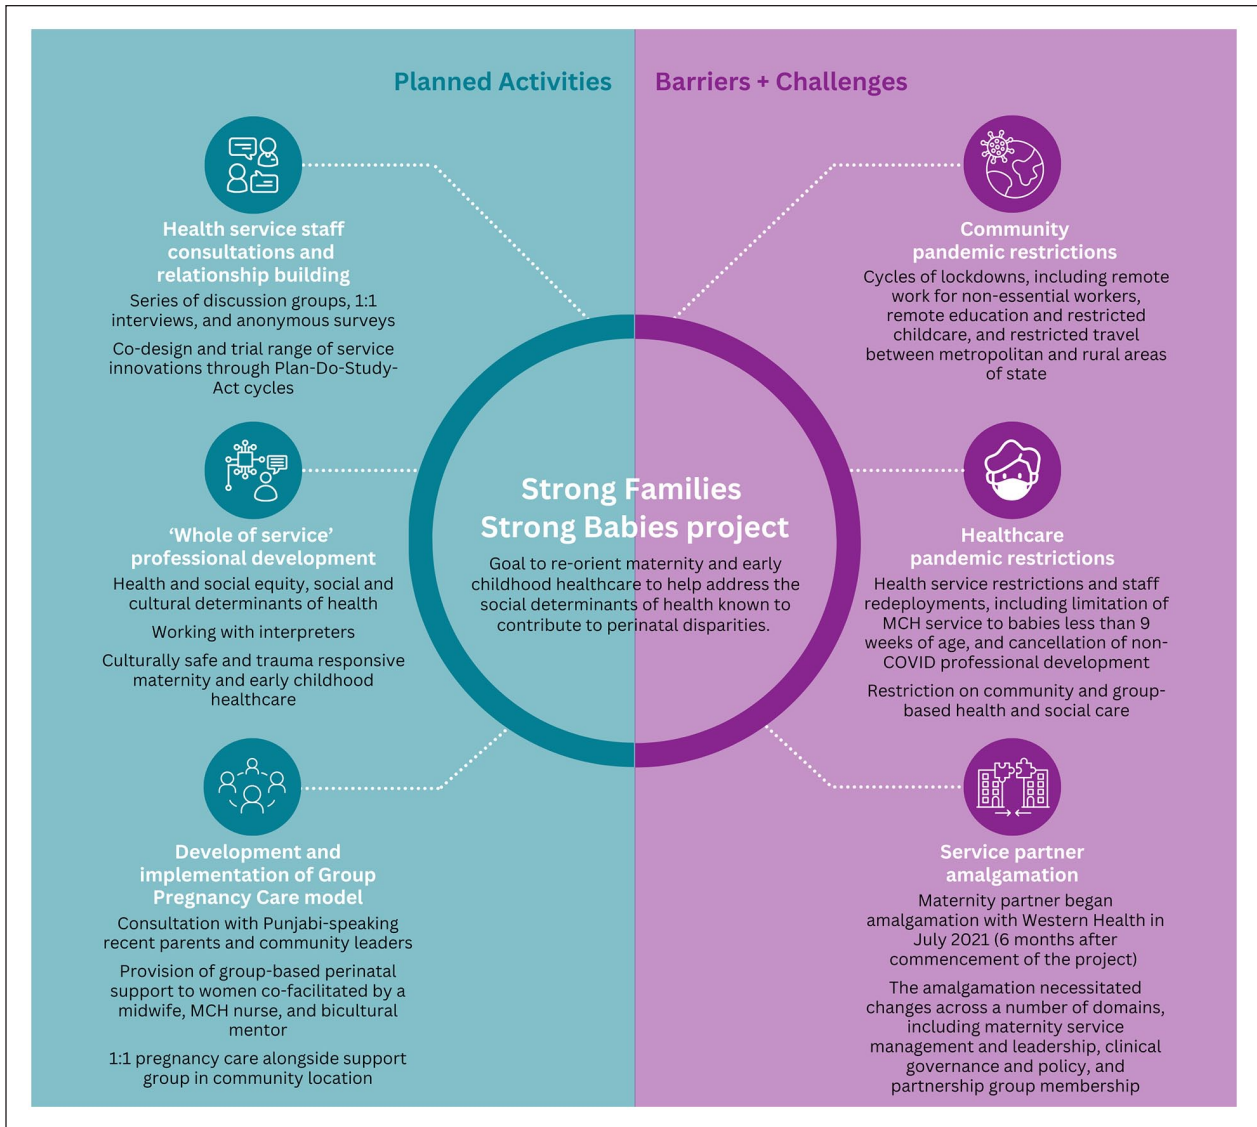 Planned Activities
Barriers + Challenges
Health service staff
consultations and
relationship building
Series of discussion groups, 1:1
interviews, and anonymous surveys
Co-design and trial range of service
innovations through Plan-Do-Study-
Act cycles
‘Whole of service’
professional development
Health and social equity, social and
cultural determinants of health
Working with interpreters
Culturally safe and trauma responsive
maternity and early childhood
healthcare
Development and
implementation of Group
Pregnancy Care model
Consultation with Punjabi-speaking
recent parents and community leaders
Provision of group-based perinatal
support to women co-facilitated by a
midwife, MCH nurse, and bicultural
mentor
1:1 pregnancy care alongside support
group in community location
Strong Families
Strong Babies project
Goal to re-orient maternity and early
childhood healthcare to help address the
social determinants of health known to
contribute to perinatal disparities.
Community
pandemic restrictions
Cycles of lockdowns, including remote
work for non-essential workers,
remote education and restricted
childcare, and restricted travel
between metropolitan and rural areas
of state
Healthcare
pandemic restrictions
Health service restrictions and staff
redeployments, including limitation of
MCH service to babies less than 9
weeks of age, and cancellation of non-
COVID professional development
Restriction on community and group-
based health and social care
Service partner
amalgamation
Maternity partner began
amalgamation with Western Health in
July 2021 (6 months after
commencement of the project)
The amalgamation necessitated
changes across a number of domains,
including maternity service
management and leadership, clinical
governance and policy, and
partnership group membership